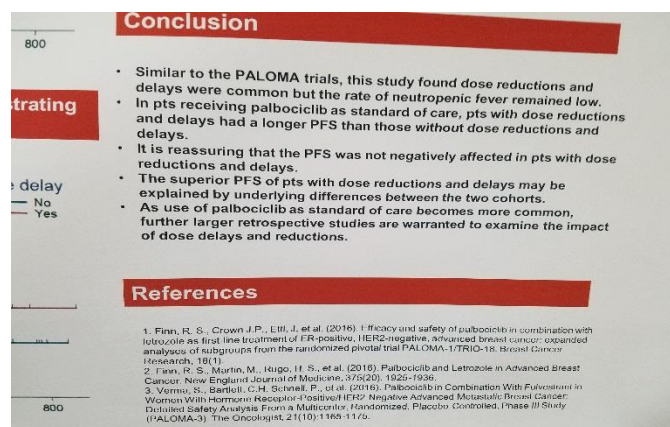 Conclusion
800
• Similar to the PALOMA trials, this study found dose reductions and
delays were common but the rate of neutropenic fever remained low.
• In pts receiving palbociclib as standard of care, pts with dose reductions
and delays had a longer PFS than those without dose reductions and
delays.
• It is reassuring that the PFS was not negatively affected in pts with dose
reductions and delays.
• The superior PFS of pts with dose reductions and delays may be
explained by underlying differences between the two cohorts.
• As use of palbociclib as standard of care becomes more common,
further larger retrospective studies are warranted to examine the impact
of dose delays and reductions.
trating
delay
No
Yes
800
References
1. Finn, R. S., Crown J.P., Ettl, J, et al. (2016). Efficacy and safety of palbociclib in combination with
letrozole as first line treatment of ER-positive, HER2-negative, advanced breast cancer: expanded
analyses of subgroups from the randomized pivotal trial PALOMA-1/TRIO-18. Breast Cancer
Research, 18(1).
2. Finn, R. S., Martin, M., Rugo, H. S., et al. (2016). Palbociclib and Letrozole in Advanced Breast
Cancer. New England Journal of Medicine, 375(20), 1925-1936.
3. Verma, S., Bartlett, C.H. Schnell, P., et al. (2016). Palbociclib in Combination With Fulvestrant in
Women With Hormone Receptor-Positive/HER2 Negative Advanced Metastatic Breast Cancer:
Detailed Safety Analysis From a Multicenter, Randomized, Placebo-Controlled, Phase III Study
(PALOMA-3). The Oncologist, 21(10):1165-1175.